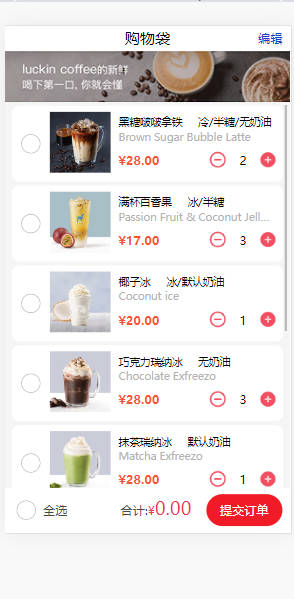 购物袋 编辑
luckin coffee的新鲜
喝下第一口, 你就会懂
黑糖啵啵拿铁 冷/半糖/无奶油
Brown Sugar Bubble Latte
¥28.00 2
满杯百香果 冰/半糖
Passion Fruit & Coconut Jell...
¥17.00 3
椰子冰 冰/默认奶油
Coconut ice
¥20.00 1
巧克力瑞纳冰 无奶油
Chocolate Exfreezo
¥28.00 3
抹茶瑞纳冰 默认奶油
Matcha Exfreezo
¥28.00 1
全选 合计:¥0.00 提交订单